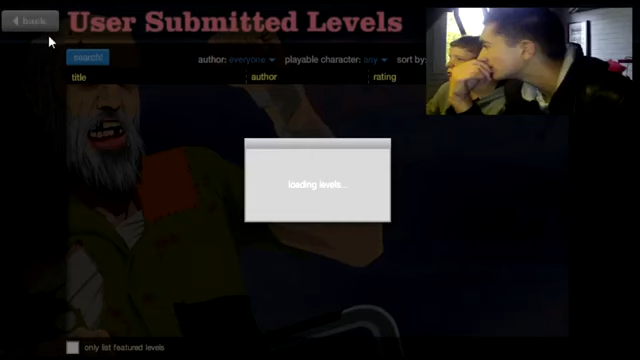 back
User Submitted Levels
search!
author: everyone playable character: any sort by:
title author rating
loading levels...
only list featured levels